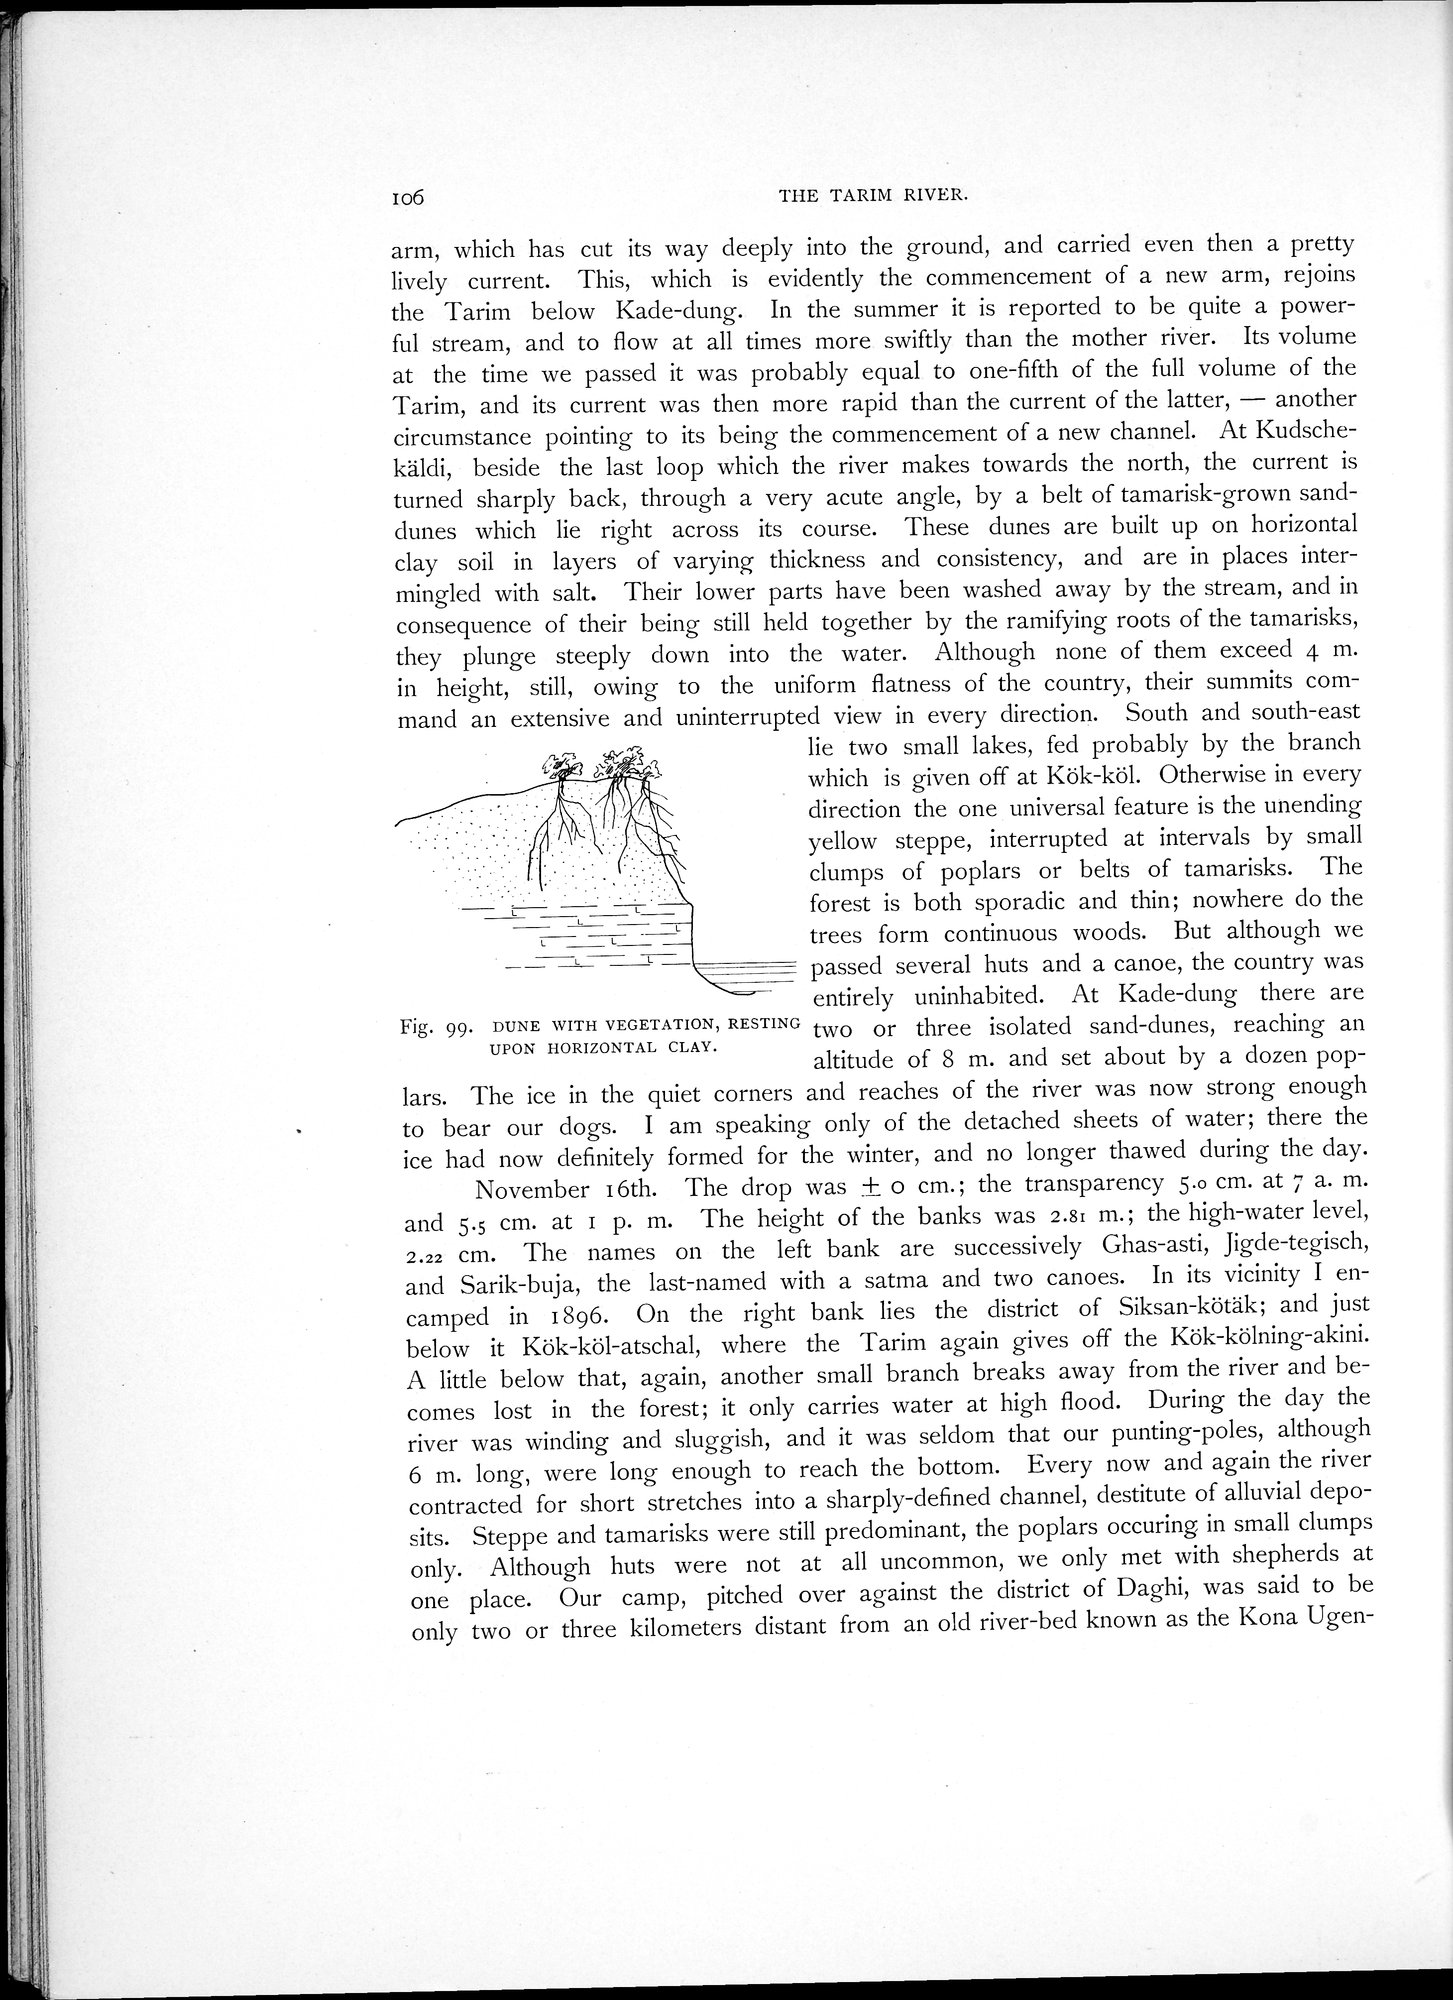 106
THE TARIM RIVER.
arm, which has cut its way deeply into the ground, and carried even then a pretty
lively current. This, which is evidently the commencement of a new arm, rejoins
the Tarim below Kade-dung. In the summer it is reported to be quite a power-
ful stream, and to flow at all times more swiftly than the mother river. Its volume
at the time we passed it was probably equal to one-fifth of the full volume of the
Tarim, and its current was then more rapid than the current of the latter, — another
circumstance pointing to its being the commencement of a new channel. At Kudsche-
käldi, beside the last loop which the river makes towards the north, the current is
turned sharply back, through a very acute angle, by a belt of tamarisk-grown sand-
dunes which lie right across its course. These dunes are built up on horizontal
clay soil in layers of varying thickness and consistency, and are in places inter-
mingled with salt. Their lower parts have been washed away by the stream, and in
consequence of their being still held together by the ramifying roots of the tamarisks,
they plunge steeply down into the water. Although none of them exceed 4 m.
in height, still, owing to the uniform flatness of the country, their summits com-
mand an extensive and uninterrupted view in every direction. South and south-east
lie two small lakes, fed probably by the branch
which is given off at Kök-köl. Otherwise in every
direction the one universal feature is the unending
yellow steppe, interrupted at intervals by small
clumps of poplars or belts of tamarisks. The
forest is both sporadic and thin; nowhere do the
trees form continuous woods. But although we
passed several huts and a canoe, the country was
entirely uninhabited. At Kade-dung there are
two or three isolated sand-dunes, reaching an
altitude of 8 m. and set about by a dozen pop-
Fig. 99. DUNE WITH VEGETATION, RESTING
UPON HORIZONTAL CLAY.
lars. The ice in the quiet corners and reaches of the river was now strong enough
to bear our dogs. I am speaking only of the detached sheets of water; there the
ice had now definitely formed for the winter, and no longer thawed during the day.
November 16th. The drop was ± 0 cm.; the transparency 5.0 cm. at 7 a. m.
and 5.5 cm. at 1 p. m. The height of the banks was 2.81 m.; the high-water level,
2.22 cm. The names on the left bank are successively Ghas-asti, Jigde-tegisch,
and Sarik-buja, the last-named with a satma and two canoes. In its vicinity I en-
camped in 1896. On the right bank lies the district of Siksan-kötäk; and just
below it Kök-köl-atschal, where the Tarim again gives off the Kök-kölning-akini.
A little below that, again, another small branch breaks away from the river and be-
comes lost in the forest; it only carries water at high flood. During the day the
river was winding and sluggish, and it was seldom that our punting-poles, although
6 m. long, were long enough to reach the bottom. Every now and again the river
contracted for short stretches into a sharply-defined channel, destitute of alluvial depo-
sits. Steppe and tamarisks were still predominant, the poplars occuring in small clumps
only. Although huts were not at all uncommon, we only met with shepherds at
one place. Our camp, pitched over against the district of Daghi, was said to be
only two or three kilometers distant from an old river-bed known as the Kona Ugen-